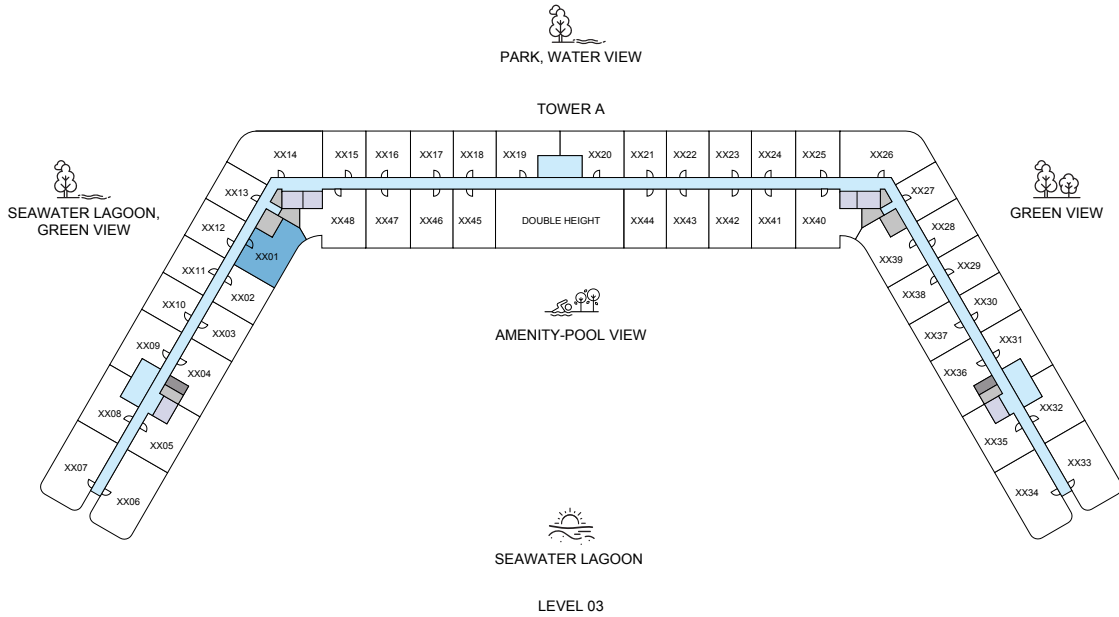 PARK, WATER VIEW
TOWER A
XX14
XX15
XX16
XX17
XX18
XX19
XX20
XX21
XX22
XX23
XX24
XX25
XX26
SEAWATER LAGOON,
GREEN VIEW
GREEN VIEW
XX13
XX27
XX12
XX48
XX47
XX46
XX45
DOUBLE HEIGHT
XX44
XX43
XX42
XX41
XX40
XX28
XX01
XX39
XX11
XX29
XX02
XX38
XX10
XX30
XX03
XX37
AMENITY-POOL VIEW
XX09
XX31
XX04
XX36
XX08
XX32
XX05
XX35
XX07
XX33
XX06
XX34
SEAWATER LAGOON
LEVEL 03